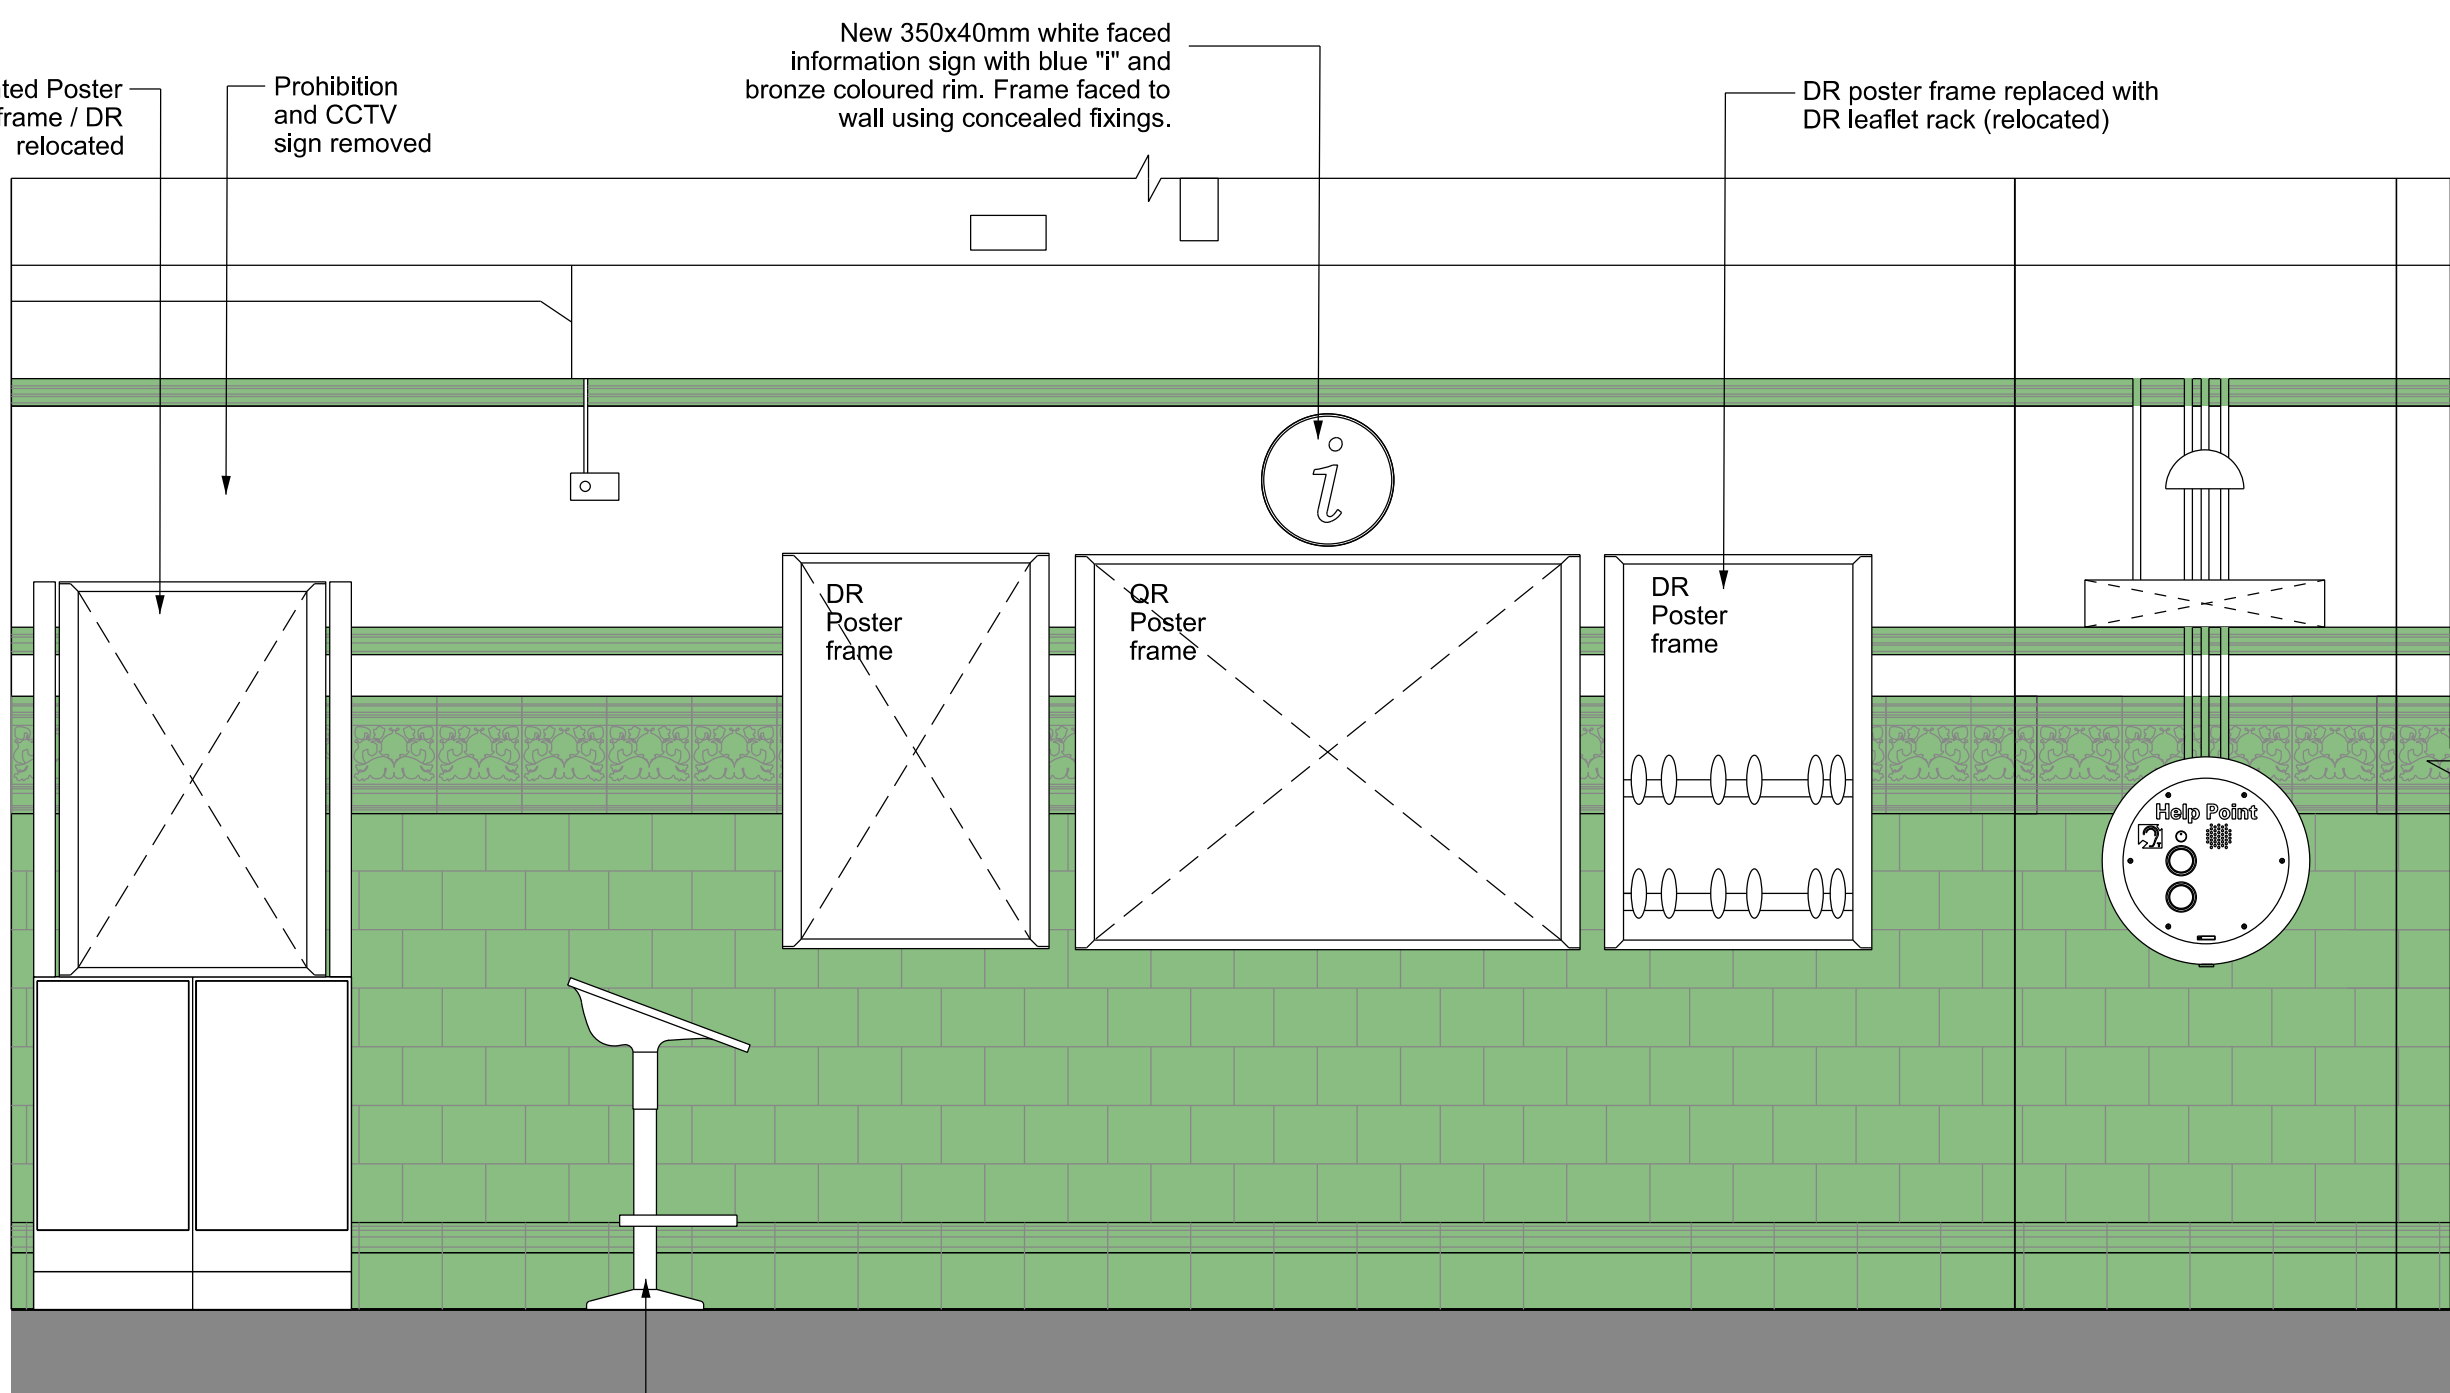 New 350x40mm white faced
information sign with blue "i" and
bronze coloured rim. Frame faced to
wall using concealed fixings.
Poster
frame / DR
relocated
Prohibition
and CCTV
sign removed
DR poster frame replaced with
DR leaflet rack (relocated)
i
DR
Poster
frame
QR
Poster
frame
DR
Poster
frame
Help Point